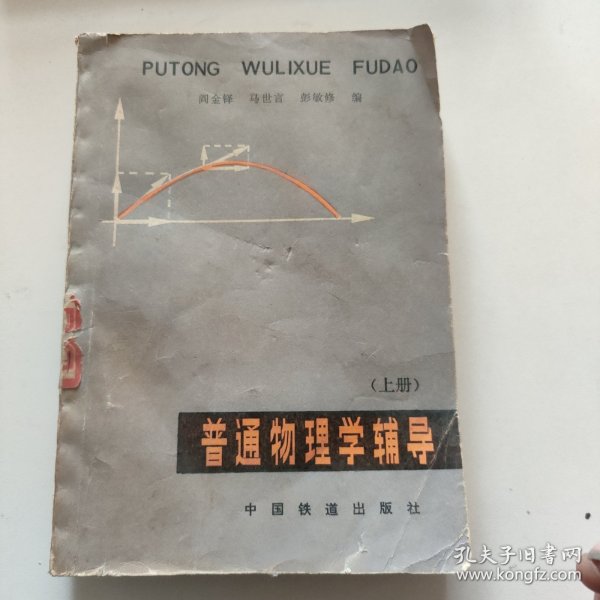 PUTONG WULIXUE FUDAO
阎金铎 马世言 彭敏修 编
（上册）
普通物理学辅导
中国铁道出版社
孔夫子旧书网
www.kongfz.com